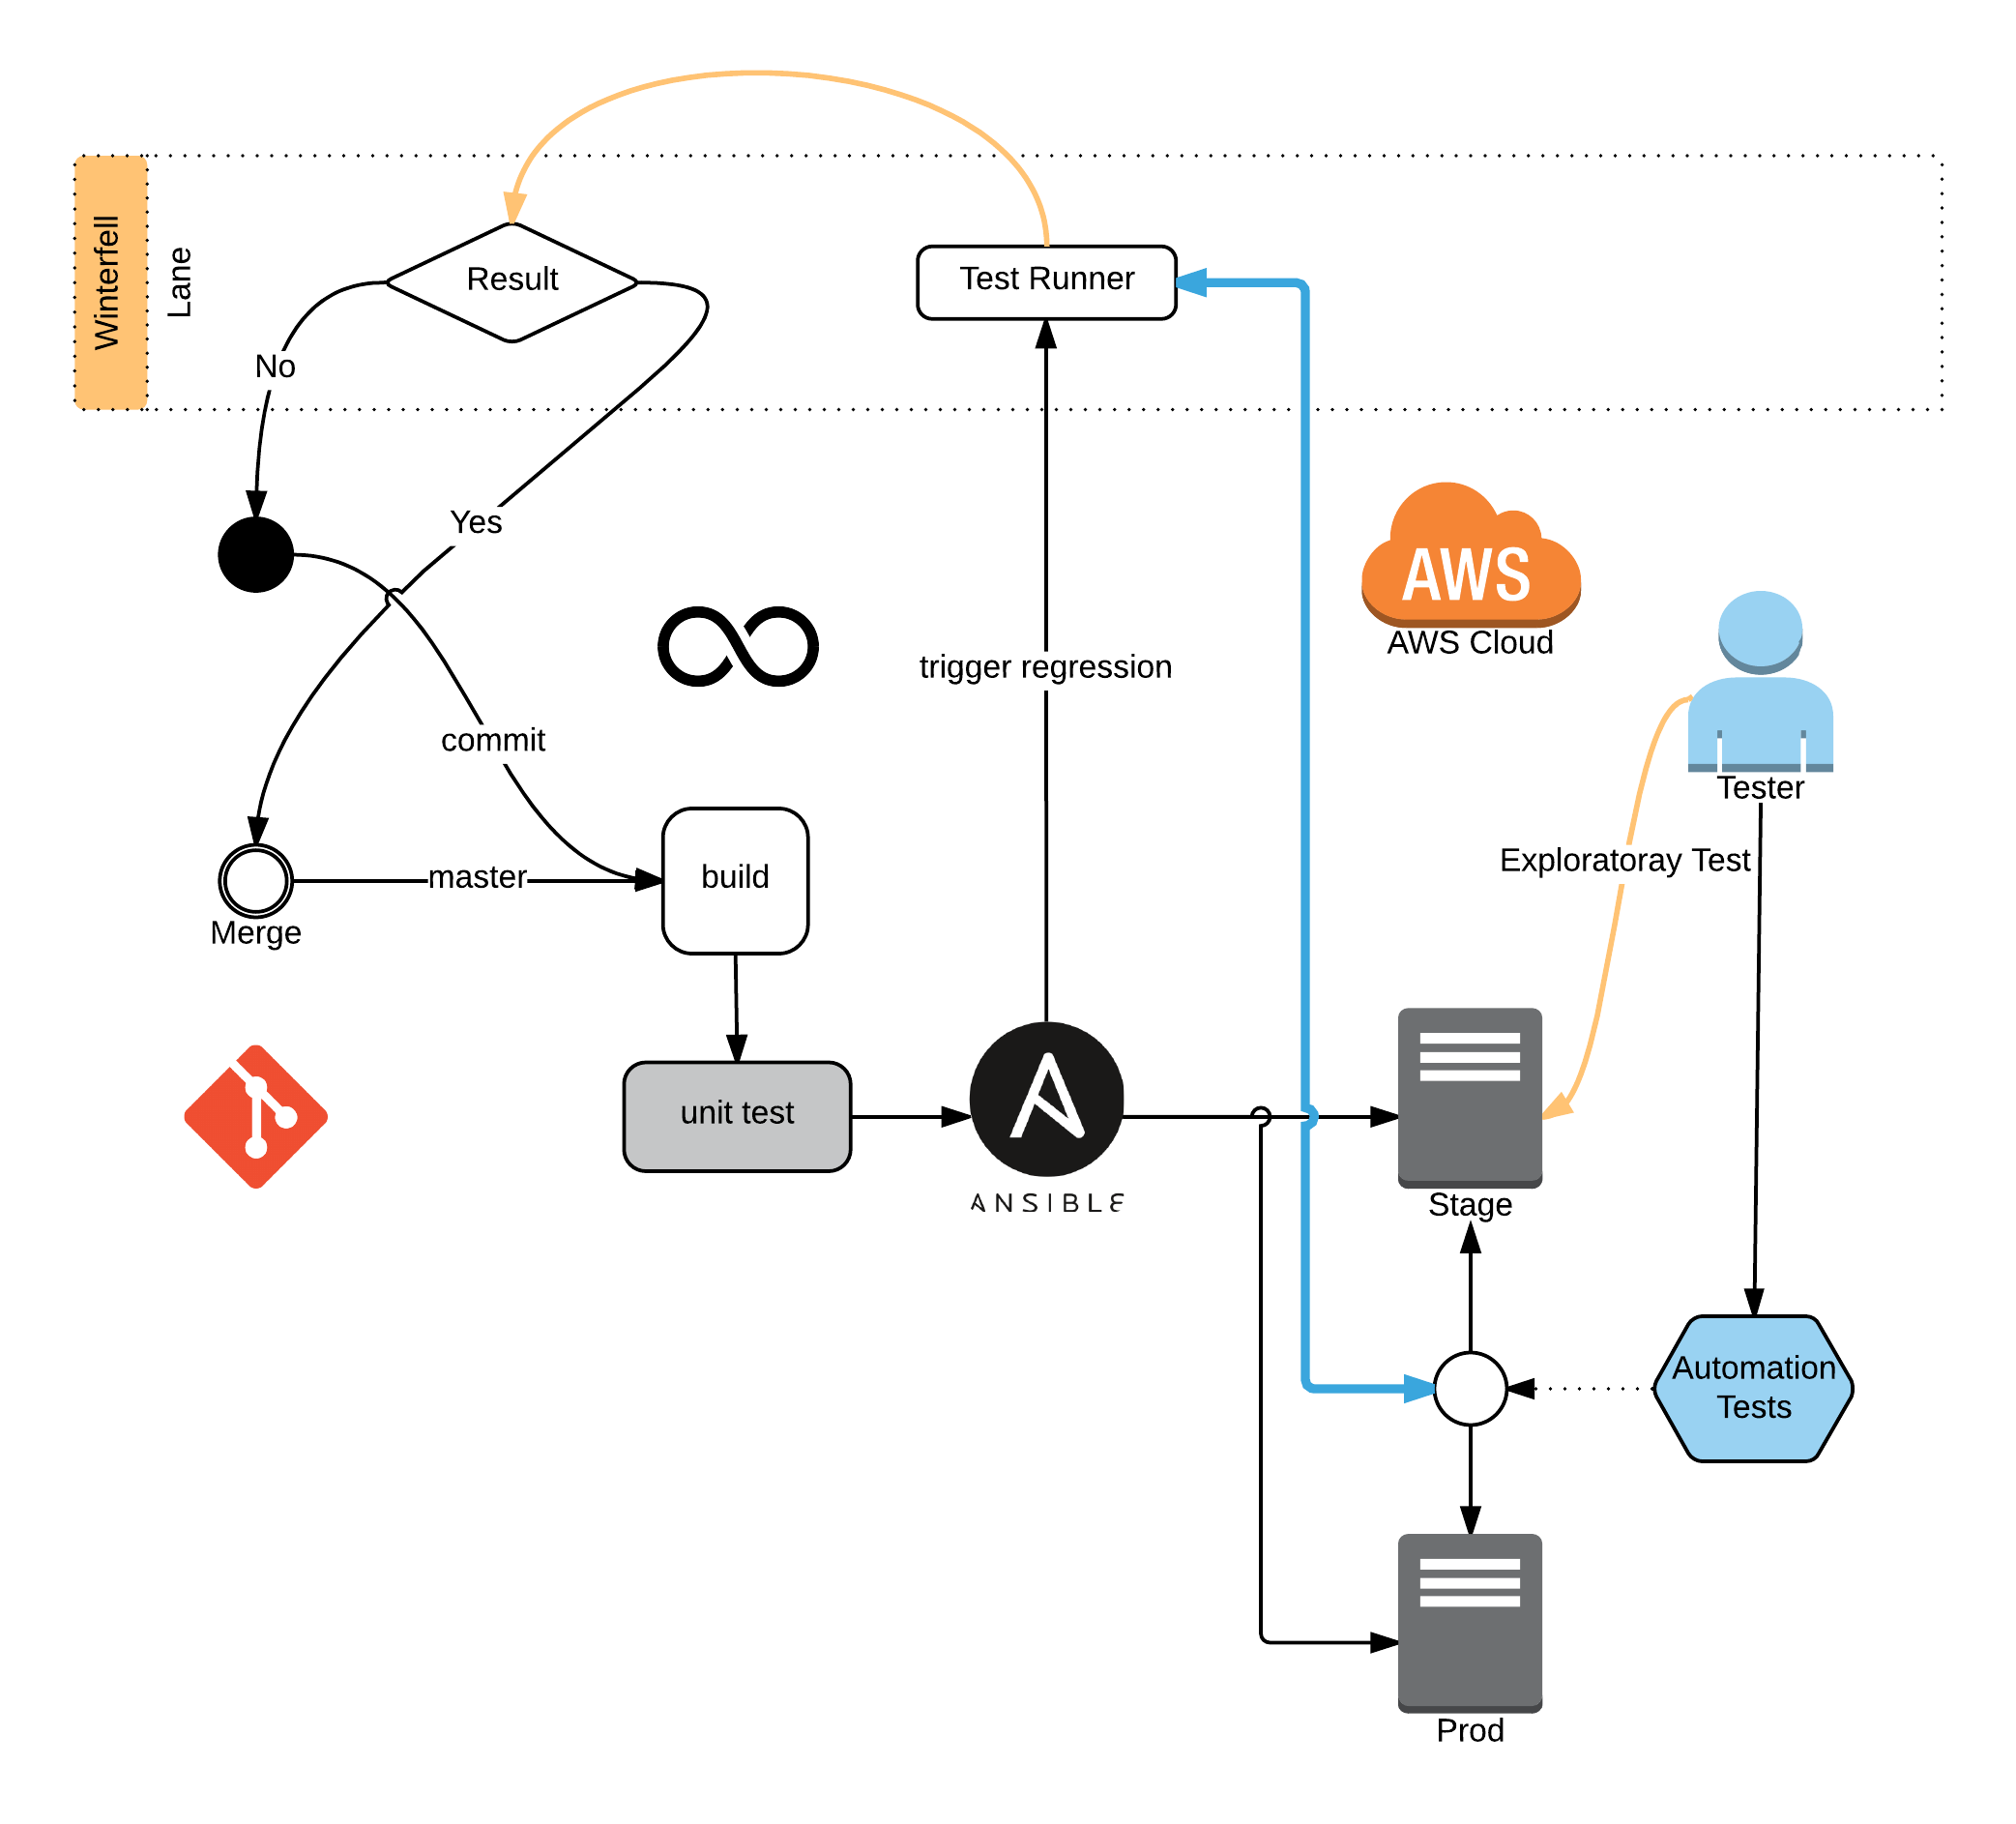 Winterfell
Lane
Result
Test Runner
No
Yes
AWS
AWS Cloud
trigger regression
commit
Tester
Exploratoray Test
build
master
Merge
unit test
ANSIBLE
Stage
Automation
Tests
Prod